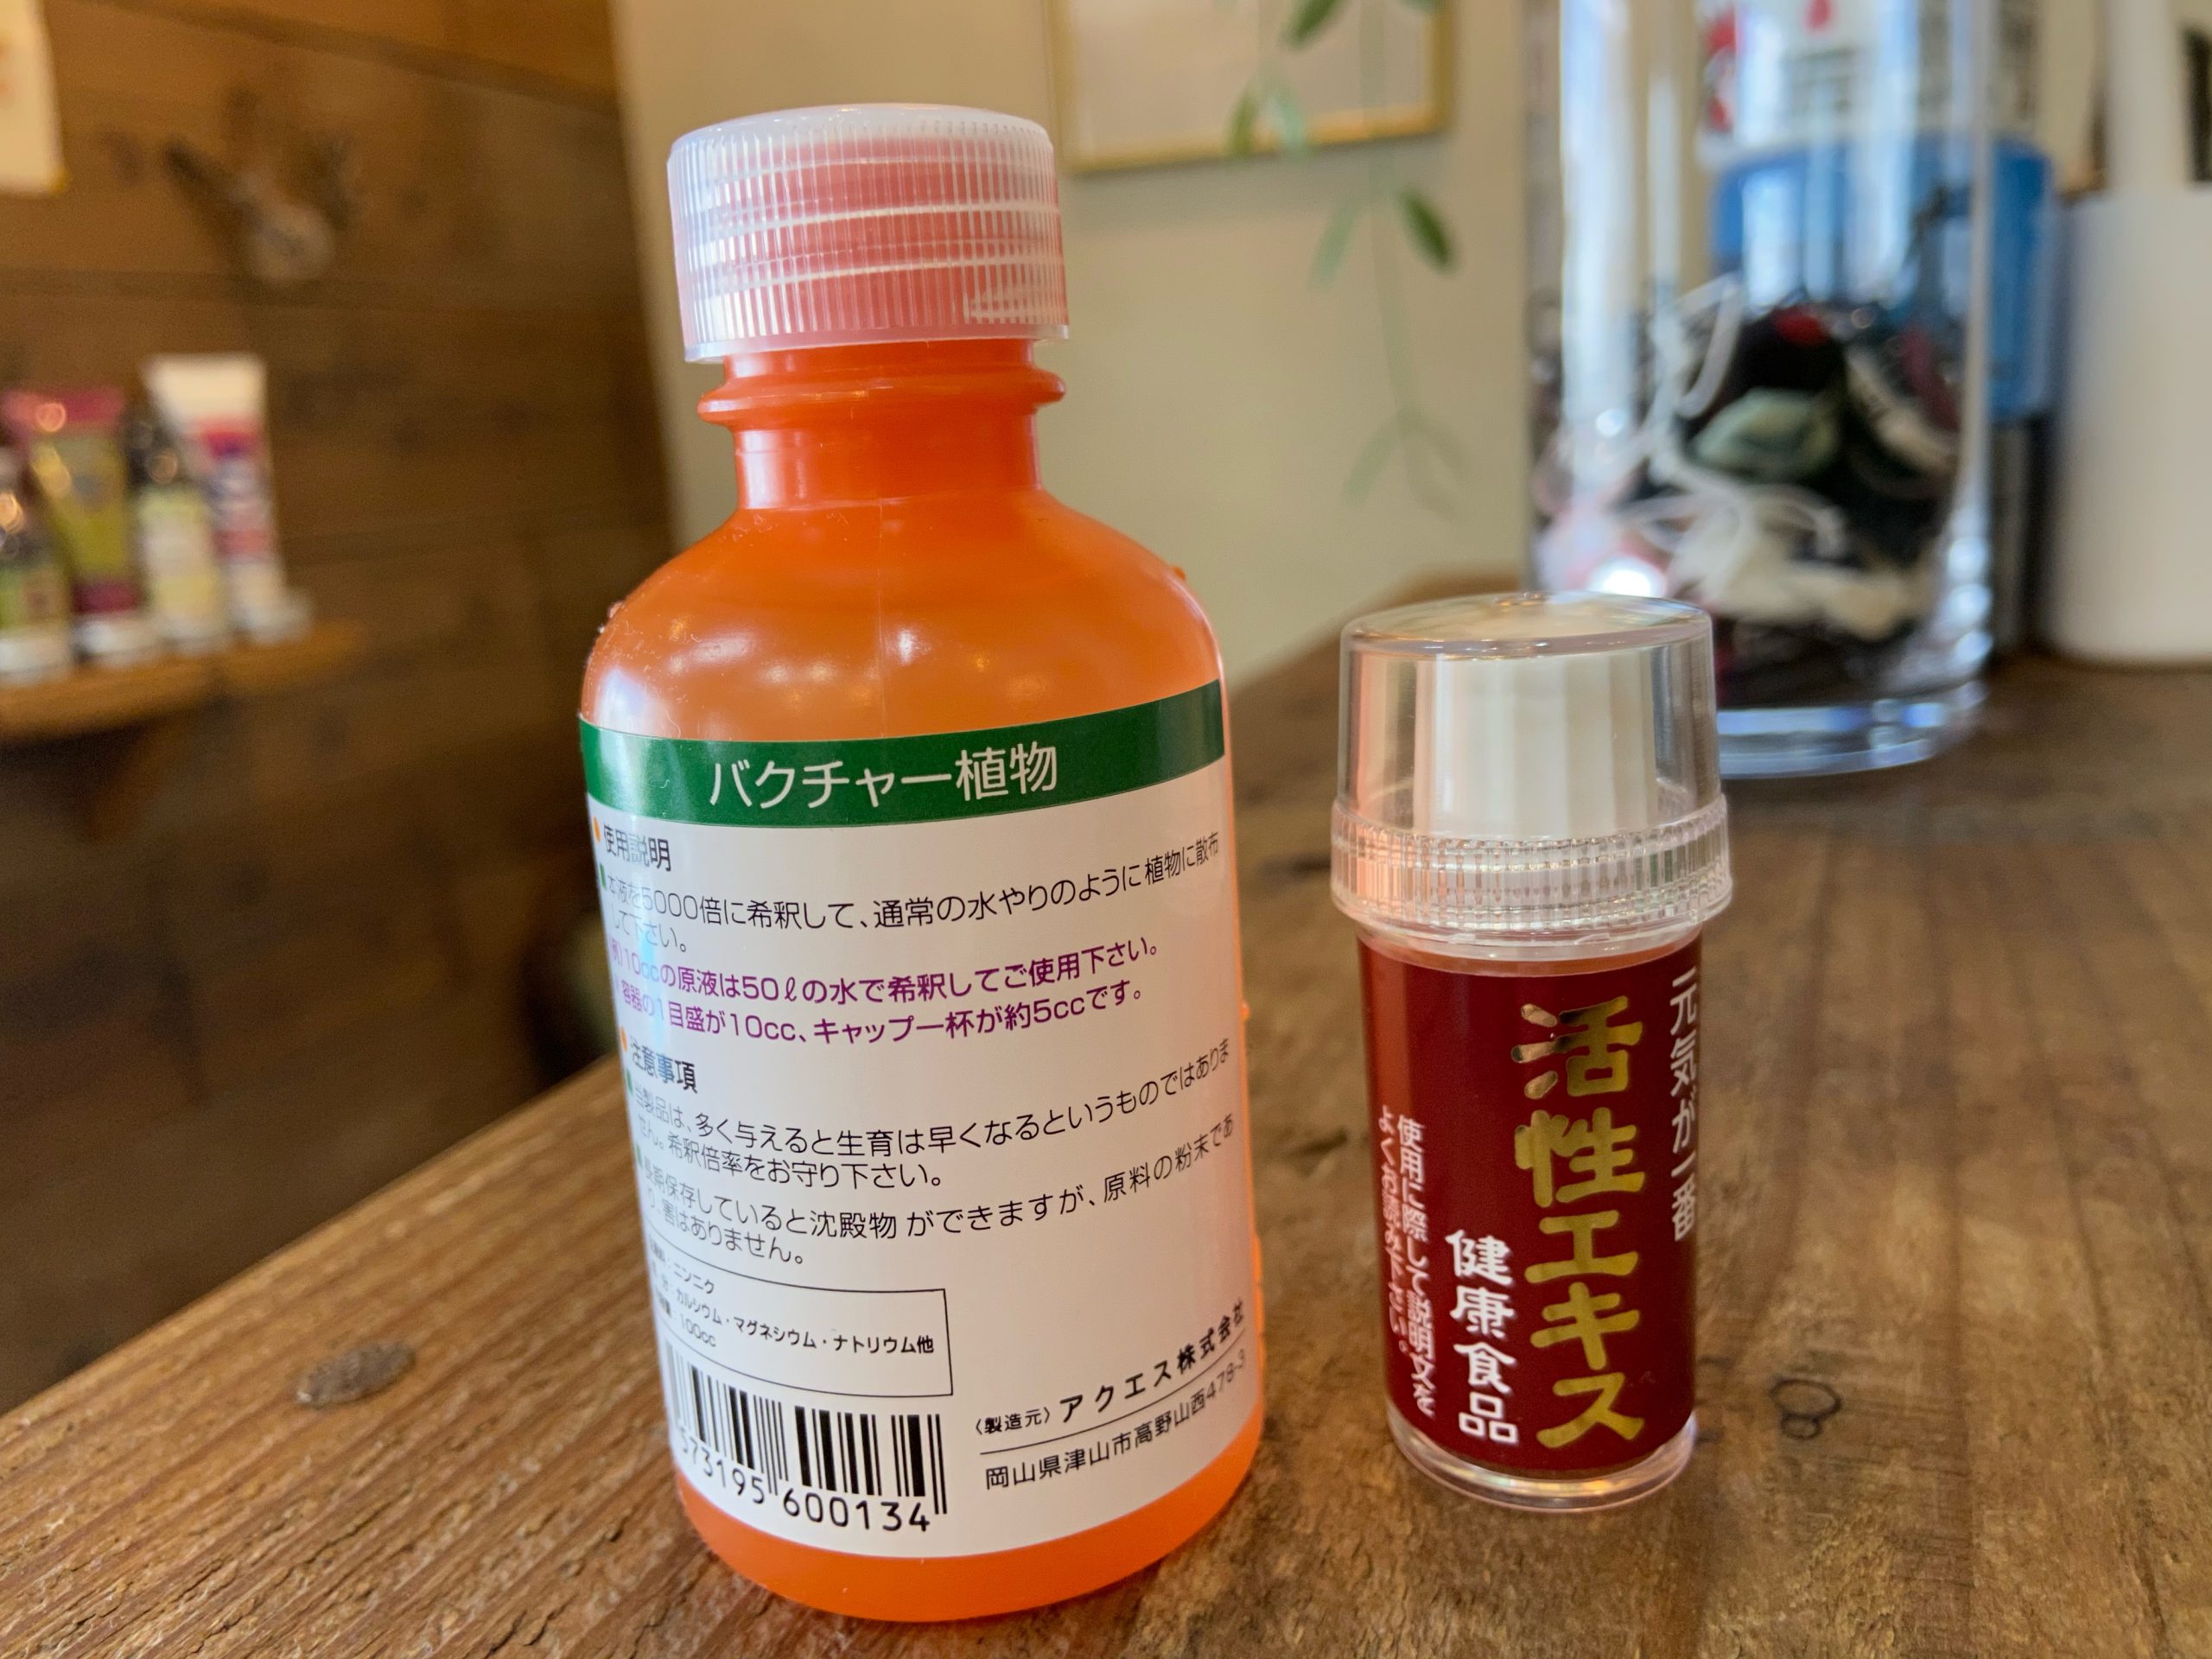 バクチャー植物
使用説明
本液を5000倍に希釈して、通常の水やりのように植物に散布
して下さい。
例)10ccの原液は50ℓの水で希釈してご使用下さい。
容器の1目盛が10cc、キャップ一杯が約5ccです。
注意事項
当製品は、多く与えると生育は早くなるというものではありま
せん。希釈倍率をお守り下さい。
長期保存していると沈殿物ができますが、原料の粉末であ
り、害はありません。
ニンニク
カルシウム・マグネシウム・ナトリウム他
100cc
573195 600134
〈製造元〉アクエス株式会社
岡山県津山市高野山西478-3
元気が一番
活性エキス
健康食品
使用に際して説明文を
よくお読み下さい。